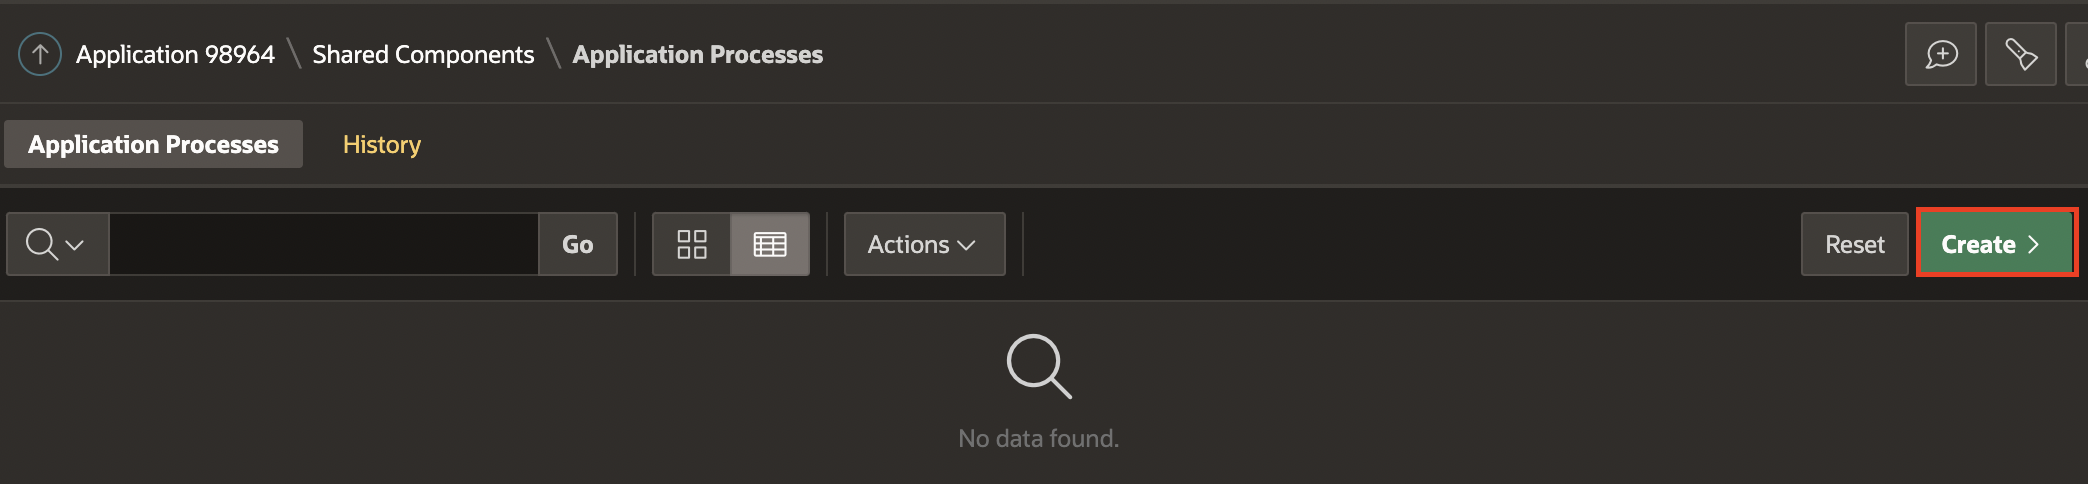 Application 98964 \ Shared Components \ Application Processes
Application Processes History
Go Actions Reset Create
No data found.